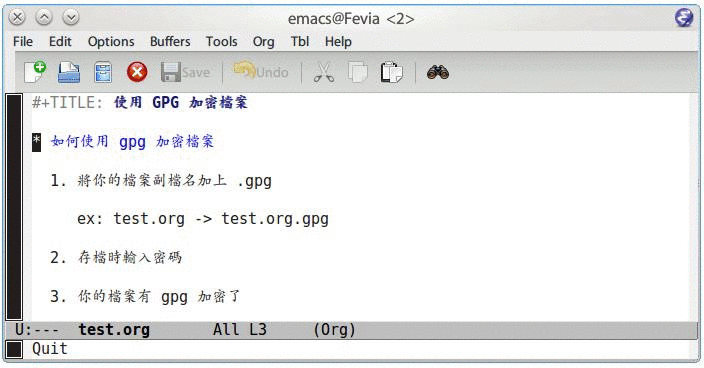 emacs@Fevia <2>
File Edit Options Buffers Tools Org Tbl Help
Save Undo
#+TITLE: 使用 GPG 加密檔案
* 如何使用 gpg 加密檔案
1. 將你的檔案副檔名加上 .gpg
ex: test.org -> test.org.gpg
2. 存檔時輸入密碼
3. 你的檔案有 gpg 加密了
U:--- test.org All L3 (Org)
Quit